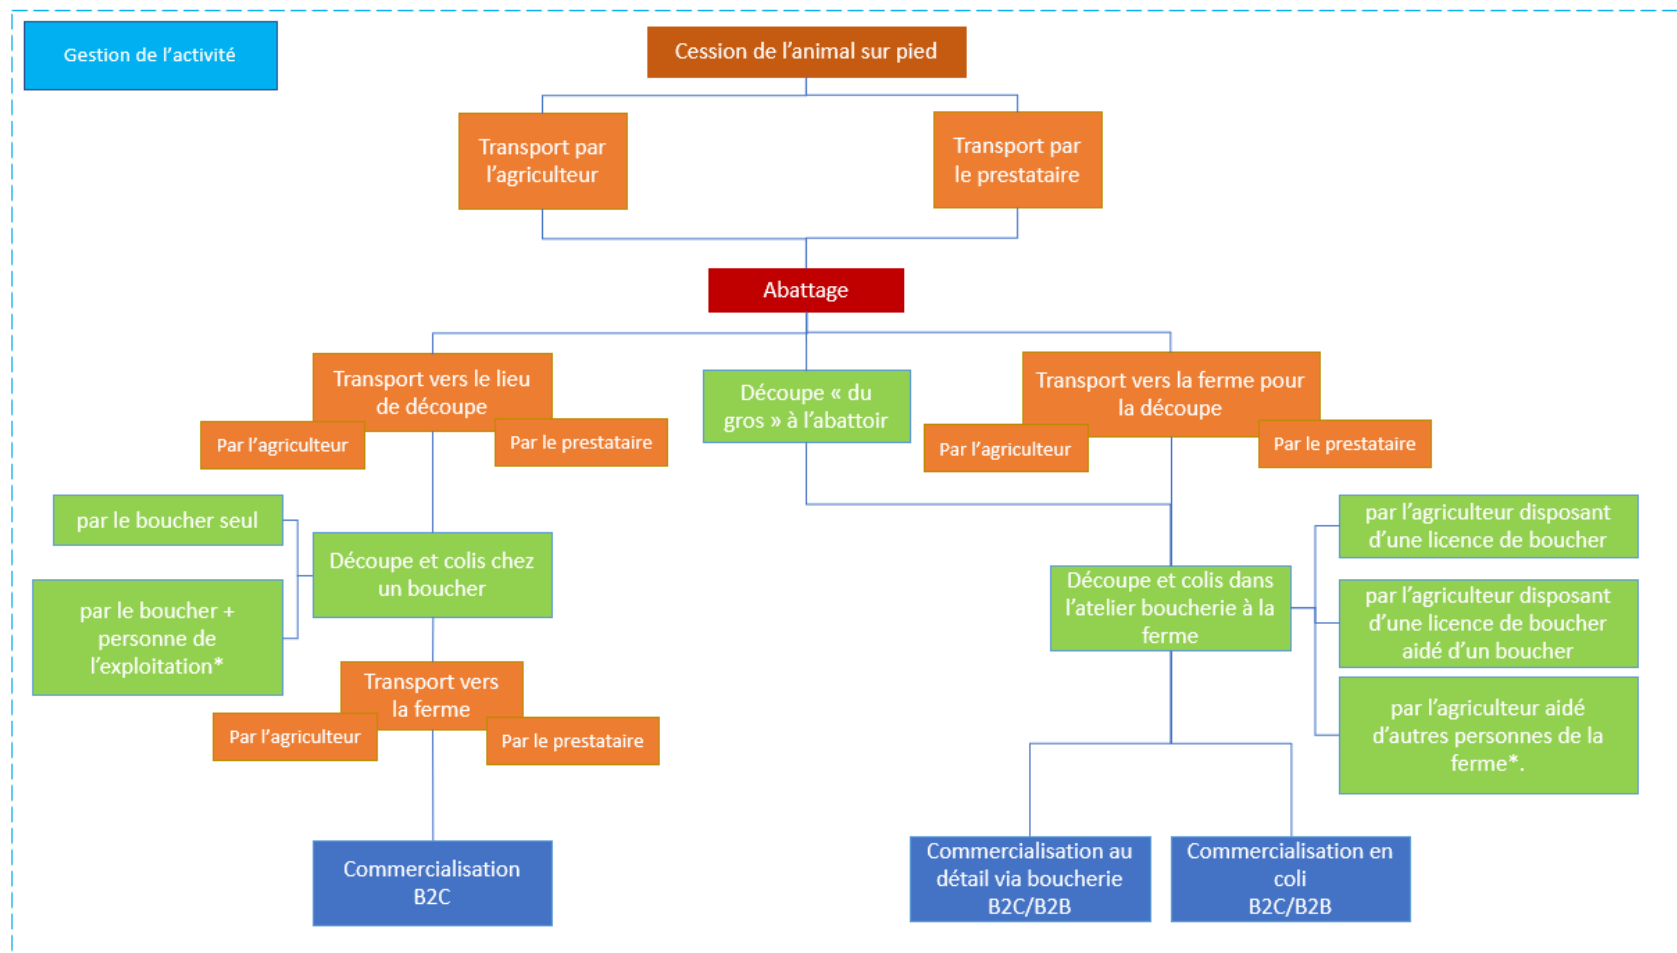 Gestion de l'activité
Cession de l'animal sur pied
Transport par
l'agriculteur
Transport par
le prestataire
Abattage
Transport vers le lieu
de découpe
Par l'agriculteur
Par le prestataire
Découpe « du
gros » à l'abattoir
Transport vers la ferme pour
la découpe
Par l'agriculteur
Par le prestataire
par le boucher seul
par le boucher +
personne de
l'exploitation*
Découpe et colis chez
un boucher
Découpe et colis dans
l'atelier boucherie à la
ferme
par l'agriculteur disposant
d'une licence de boucher
par l'agriculteur disposant
d'une licence de boucher
aidé d'un boucher
par l'agriculteur aidé
d'autres personnes de la
ferme*.
Transport vers
la ferme
Par l'agriculteur
Par le prestataire
Commercialisation
B2C
Commercialisation au
détail via boucherie
B2C/B2B
Commercialisation en
coli
B2C/B2B